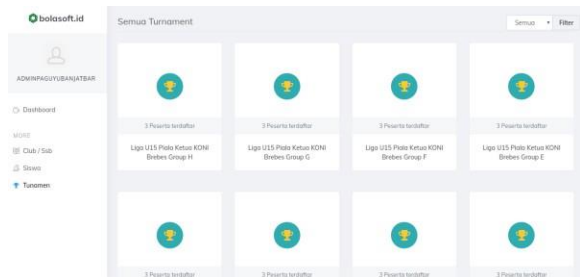 bolasoft.id
Semua Turnament
Semua
Filter
ADMINPAGUYUBANJATBAR
Dashboard
MORE
Club / Ssb
Siswa
Turnamen
3 Peserta terdaftar
3 Peserta terdaftar
3 Peserta terdaftar
3 Peserta terdaftar
Liga U15 Piala Ketua KONI
Brebes Group H
Liga U15 Piala Ketua KONI
Brebes Group G
Liga U15 Piala Ketua KONI
Brebes Group F
Liga U15 Piala Ketua KONI
Brebes Group E
3 Peserta terdaftar
3 Peserta terdaftar
3 Peserta terdaftar
3 Peserta terdaftar